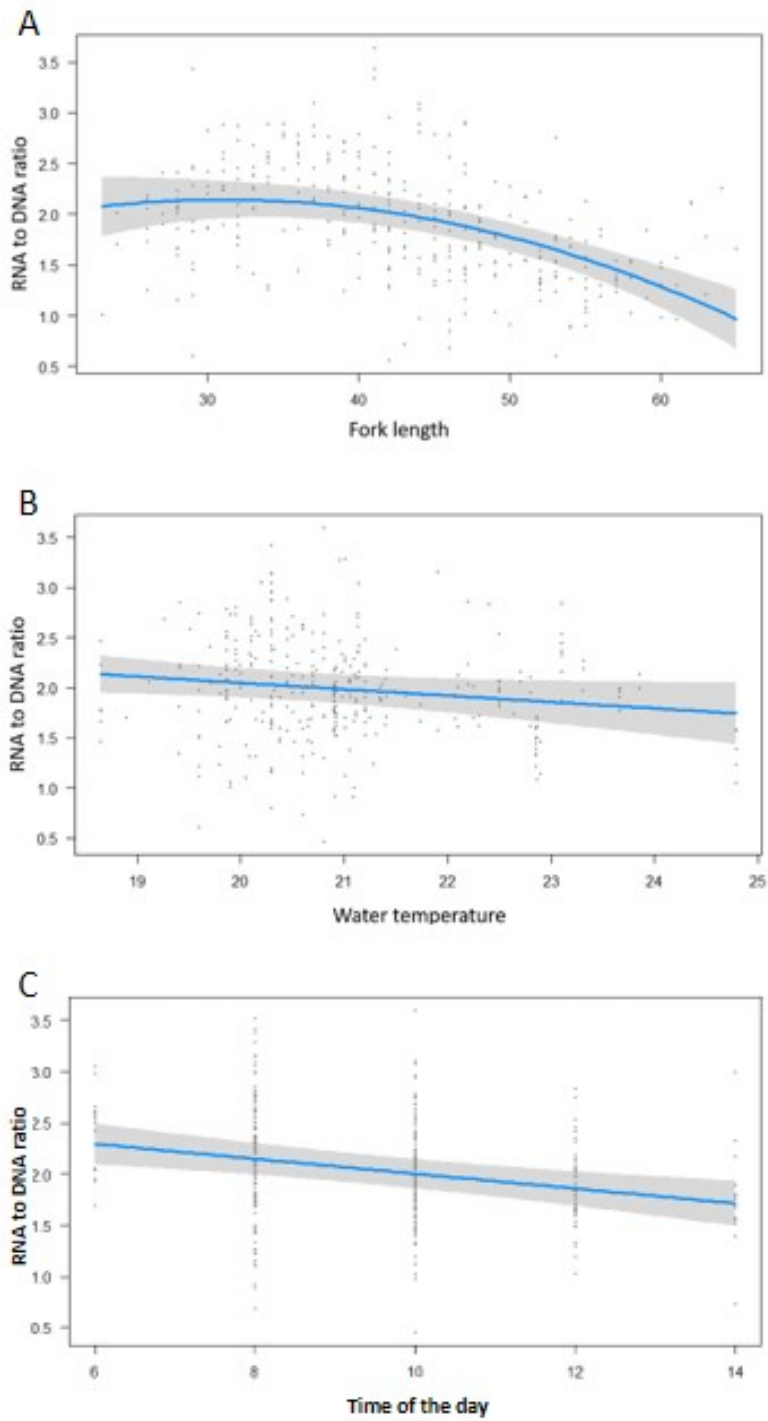 A
RNA to DNA ratio
3.5
3.0
2.5
2.0
1.5
1.0
0.5
30 40 50 60
Fork length
B
RNA to DNA ratio
3.5
3.0
2.5
2.0
1.5
1.0
0.5
19 20 21 22 23 24 25
Water temperature
C
RNA to DNA ratio
3.5
3.0
2.5
2.0
1.5
1.0
0.5
6 8 10 12 14
Time of the day